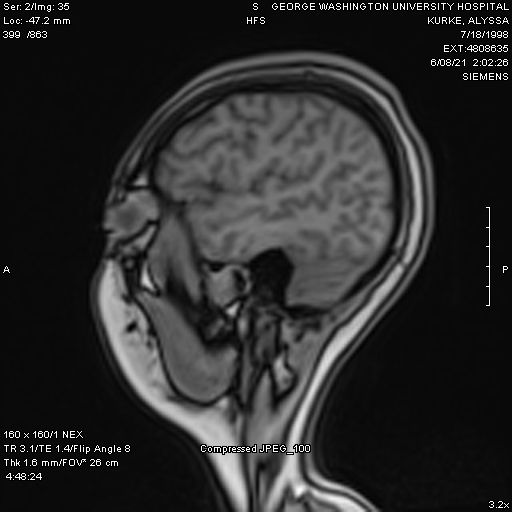 Ser: 2/Img: 35
Loc: -47.2 mm
399 /863
S GEORGE WASHINGTON UNIVERSITY HOSPITAL
HFS KURKE, ALYSSA
7/18/1998
EXT:4808635
6/08/21 2:02:26
SIEMENS
A
P
160 x 160/1 NEX
TR 3.1/TE 1.4/Flip Angle 8
Thk 1.6 mm/FOV* 26 cm
4:48:24
Compressed JPEG_100
3.2x